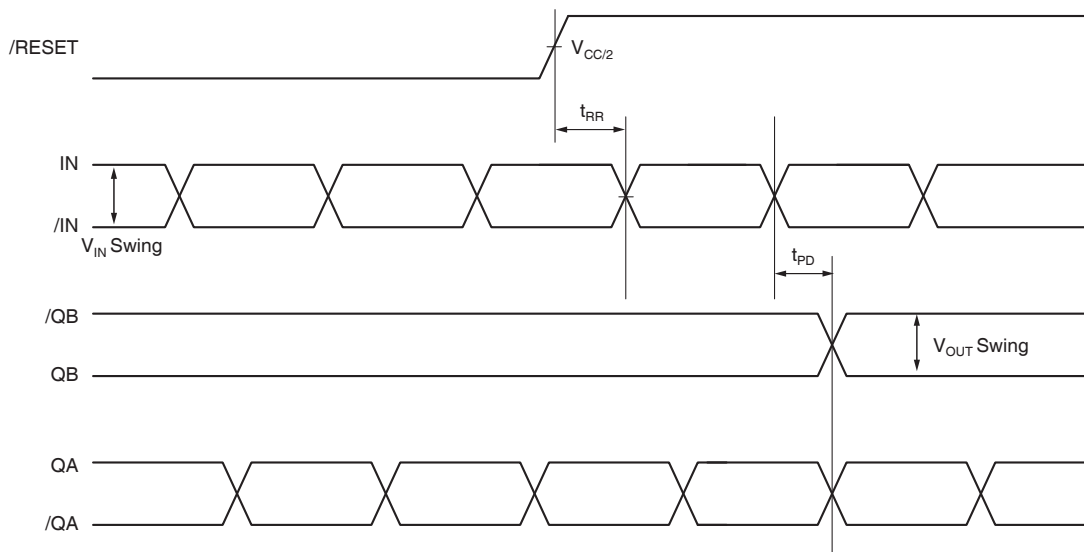 /RESET
VCC/2
tRR
IN
/IN
VIN Swing
tPD
/QB
QB
VOUT Swing
QA
/QA